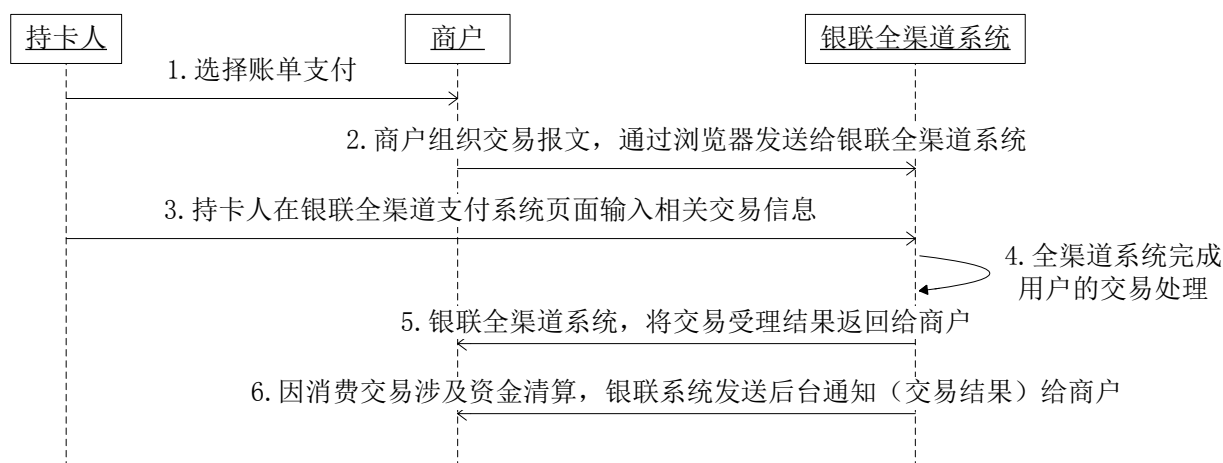 持卡人
商户
银联全渠道系统
1.选择账单支付
2.商户组织交易报文，通过浏览器发送给银联全渠道系统
3.持卡人在银联全渠道支付系统页面输入相关交易信息
4.全渠道系统完成
用户的交易处理
5.银联全渠道系统，将交易受理结果返回给商户
6.因消费交易涉及资金清算，银联系统发送后台通知（交易结果）给商户